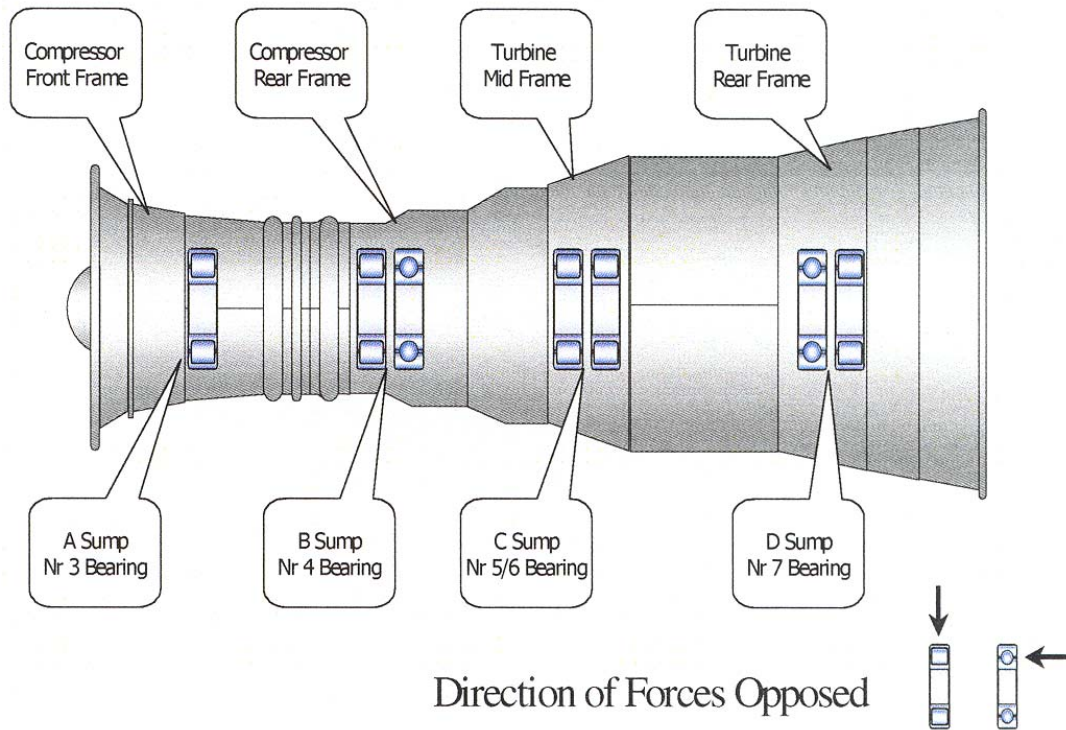 Compressor
Front Frame
Compressor
Rear Frame
Turbine
Mid Frame
Turbine
Rear Frame
A Sump
Nr 3 Bearing
B Sump
Nr 4 Bearing
C Sump
Nr 5/6 Bearing
D Sump
Nr 7 Bearing
Direction of Forces Opposed